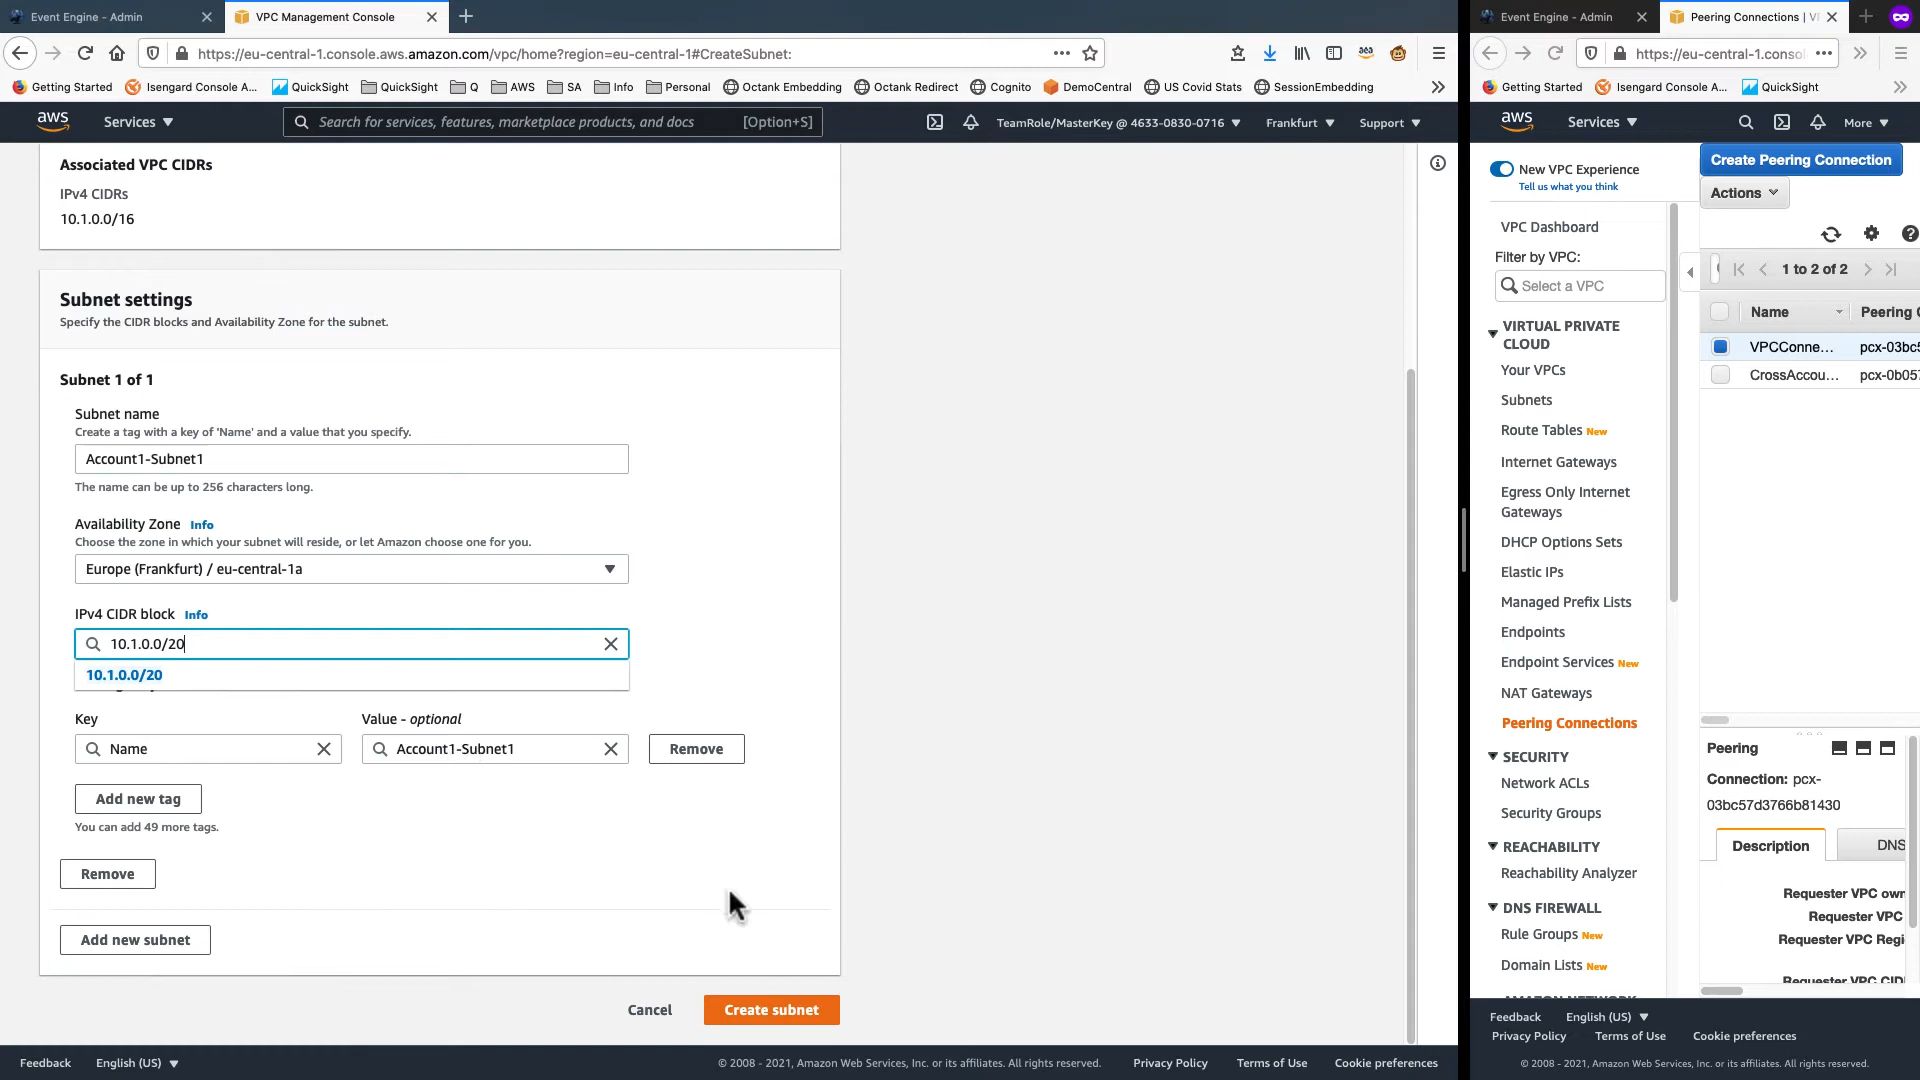 Event Engine - Admin
VPC Management Console
https://eu-central-1.console.aws.amazon.com/vpc/home?region=eu-central-1#CreateSubnet:
Getting Started
Isengard Console A...
QuickSight
QuickSight
Q
AWS
SA
Info
Personal
Octank Embedding
Octank Redirect
Cognito
DemoCentral
US Covid Stats
SessionEmbedding
aws
Services
Search for services, features, marketplace products, and docs
[Option+S]
TeamRole/MasterKey @ 4633-0830-0716
Frankfurt
Support
Associated VPC CIDRs
IPv4 CIDRs
10.1.0.0/16
Subnet settings
Specify the CIDR blocks and Availability Zone for the subnet.
Subnet 1 of 1
Subnet name
Create a tag with a key of 'Name' and a value that you specify.
Account1-Subnet1
The name can be up to 256 characters long.
Availability Zone Info
Choose the zone in which your subnet will reside, or let Amazon choose one for you.
Europe (Frankfurt) / eu-central-1a
IPv4 CIDR block Info
10.1.0.0/20
10.1.0.0/20
Key
Value - optional
Name
Account1-Subnet1
Remove
Add new tag
You can add 49 more tags.
Remove
Add new subnet
Cancel
Create subnet
Feedback
English (US)
© 2008 - 2021, Amazon Web Services, Inc. or its affiliates. All rights reserved.
Privacy Policy
Terms of Use
Cookie preferences
Event Engine - Admin
Peering Connections |
https://eu-central-1.conso
Getting Started
Isengard Console A...
QuickSight
aws
Services
More
New VPC Experience
Tell us what you think
VPC Dashboard
Filter by VPC:
Select a VPC
VIRTUAL PRIVATE
CLOUD
Your VPCs
Subnets
Route Tables New
Internet Gateways
Egress Only Internet
Gateways
DHCP Options Sets
Elastic IPs
Managed Prefix Lists
Endpoints
Endpoint Services New
NAT Gateways
Peering Connections
SECURITY
Network ACLs
Security Groups
REACHABILITY
Reachability Analyzer
DNS FIREWALL
Rule Groups New
Domain Lists New
Create Peering Connection
Actions
1 to 2 of 2
Name
Peering
VPCConne...
pcx-03bc5
CrossAccou...
pcx-0b057
Peering
Connection: pcx-
03bc57d3766b81430
Description
DNS
Requester VPC own
Requester VPC
Requester VPC Regi
Requester VPC CID
Feedback
English (US)
Privacy Policy
Terms of Use
Cookie preferences
© 2008 - 2021, Amazon Web Services, Inc. or its affiliates. All rights reserved.